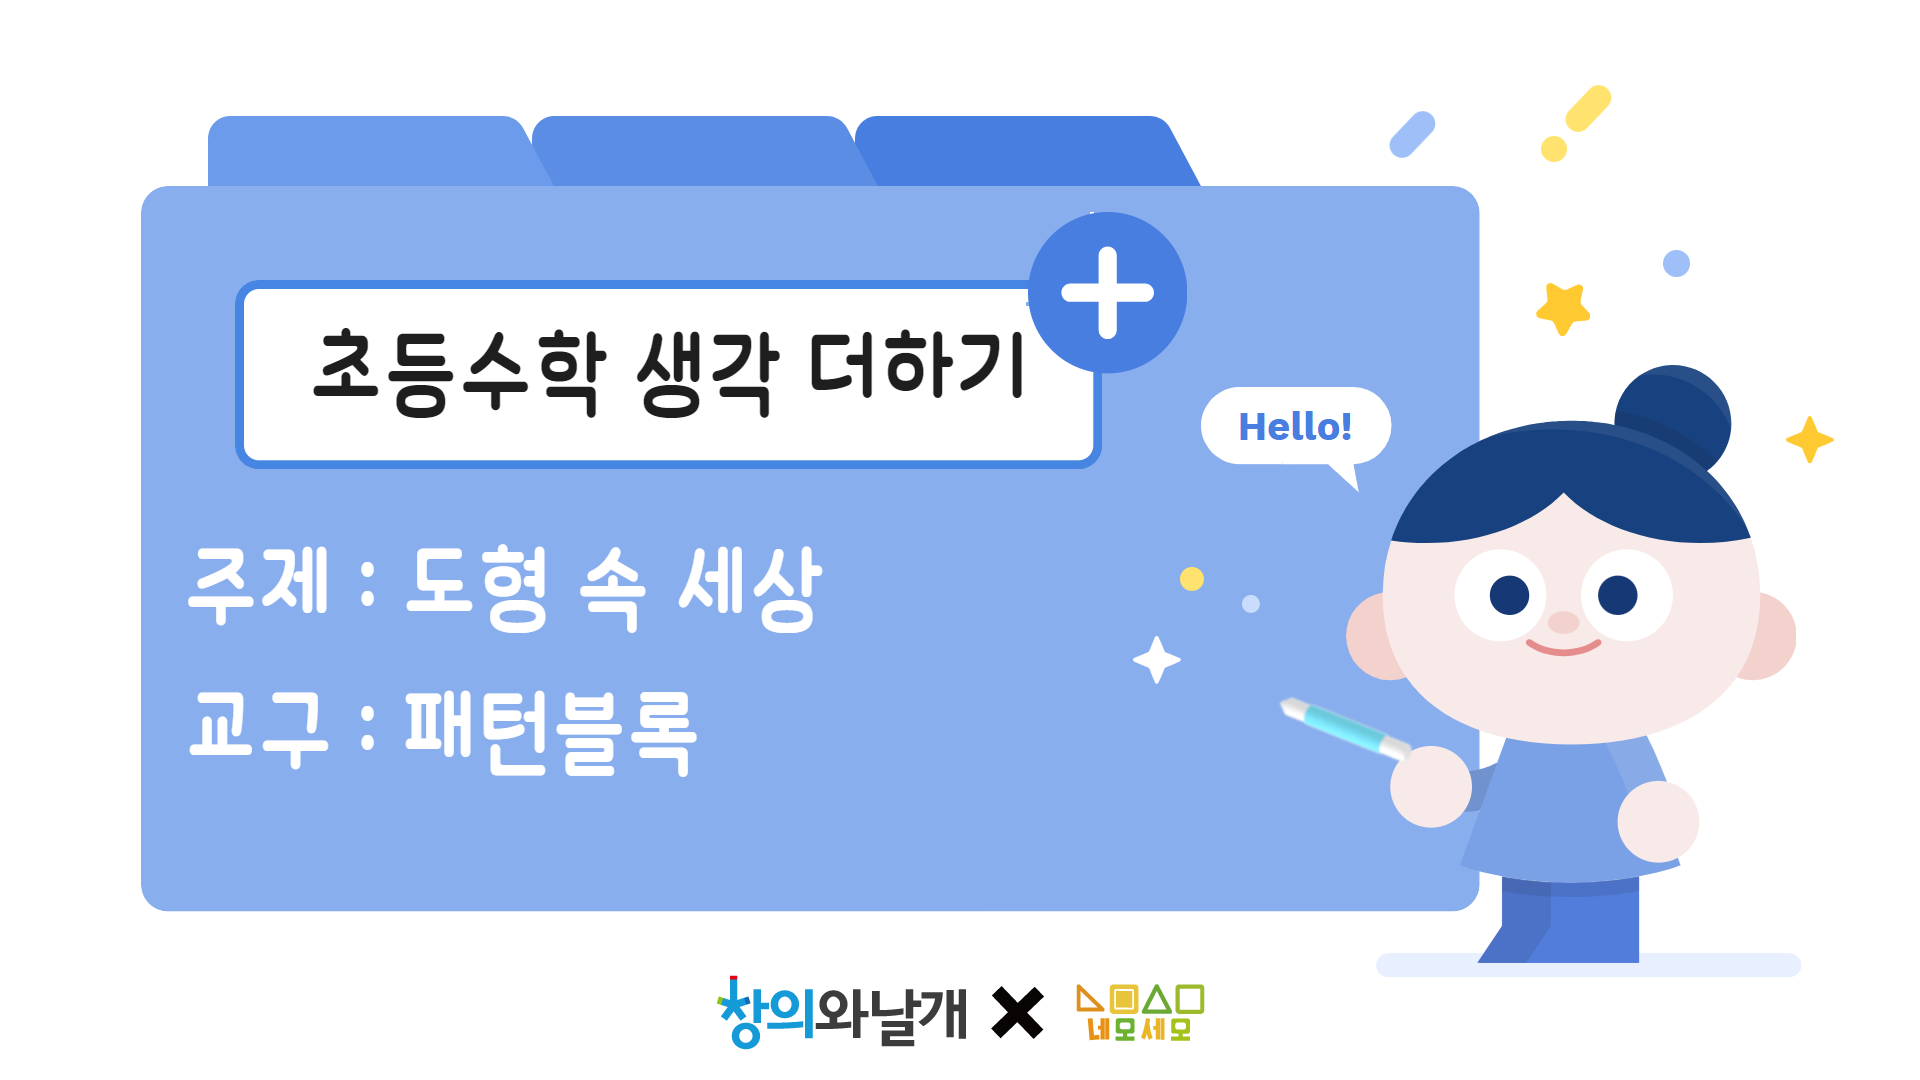 초등수학 생각 더하기
Hello!
주제 : 도형 속 세상
교구 : 패턴블록
창의와날개 X 네모세모